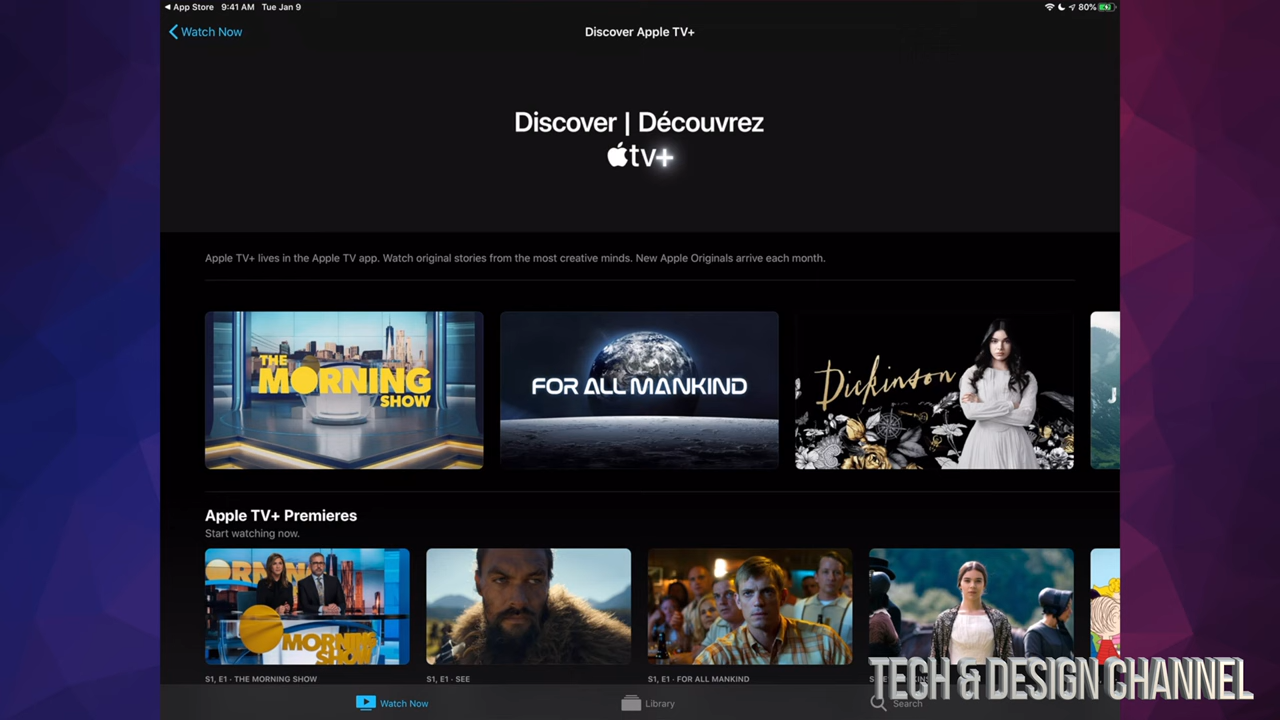 App Store 9:41 AM Tue Jan 9
80%
Watch Now
Discover Apple TV+
Discover | Découvrez
tv+
Apple TV+ lives in the Apple TV app. Watch original stories from the most creative minds. New Apple Originals arrive each month.
THE MORNING SHOW
FOR ALL MANKIND
Dickinson
J
Apple TV+ Premieres
Start watching now.
MORNING SHOW
S1, E1 · THE MORNING SHOW
S1, E1 · SEE
S1, E1 · FOR ALL MANKIND
TECH & DESIGN CHANNEL
Watch Now
Library
Search